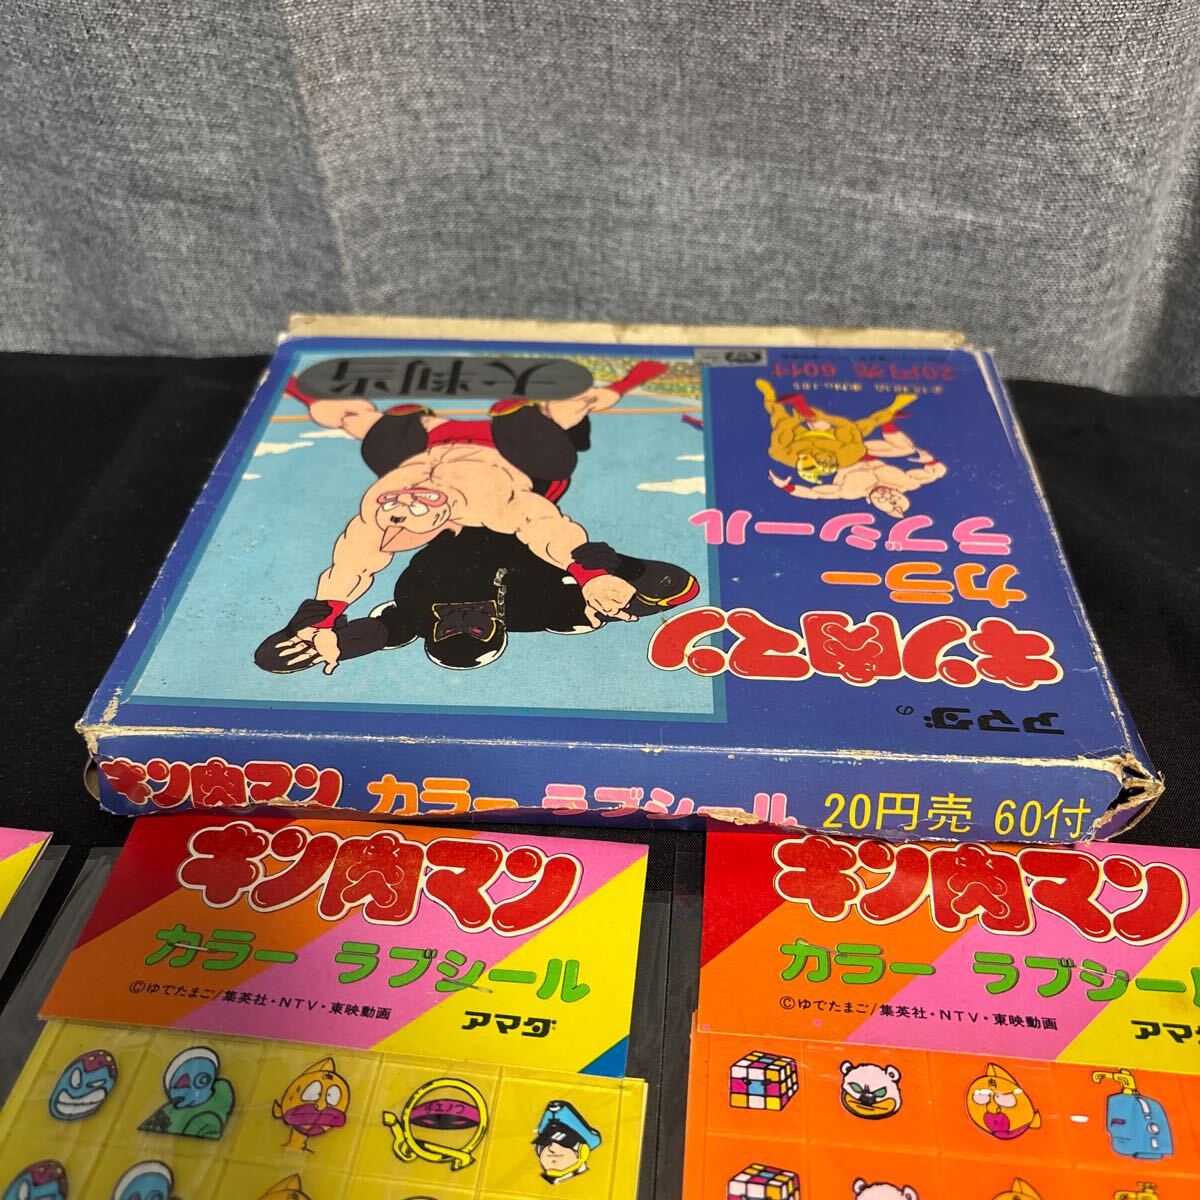 アマダの
キン肉マン
カラー
ラブシール
20円売 60付
大判当
キン肉マン カラー ラブシール 20円売 60付
キン肉マン
カラー ラブシール
©ゆでたまご/集英社・NTV・東映動画
アマダ
キン肉マン
カラー ラブシール
©ゆでたまご/集英社・NTV・東映動画
アマダ